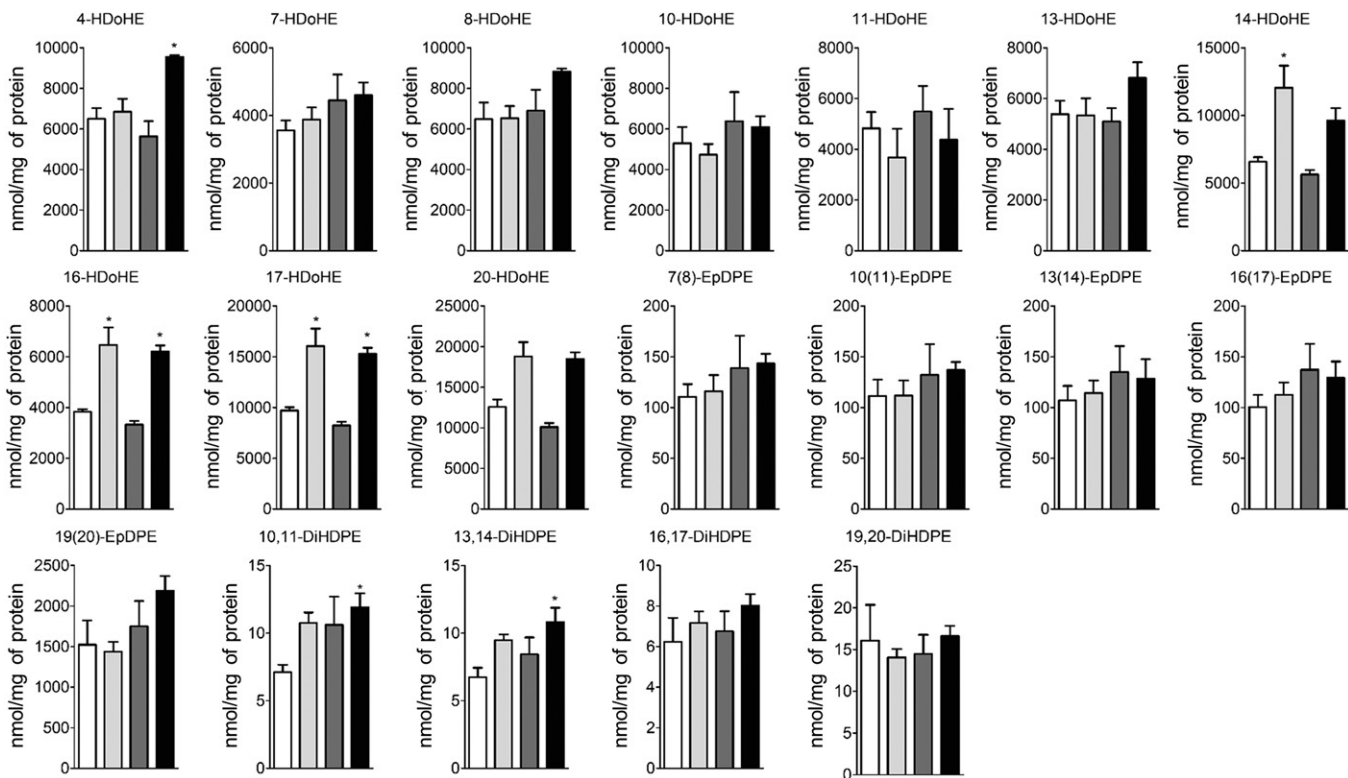 4-HDoHE 7-HDoHE 8-HDoHE 10-HDoHE 11-HDoHE 13-HDoHE 14-HDoHE
nmol/mg of protein nmol/mg of protein nmol/mg of protein nmol/mg of protein nmol/mg of protein nmol/mg of protein nmol/mg of protein
10000 6000 10000 10000 8000 8000 15000
8000 4000 8000 8000 6000 6000 10000
6000 2000 6000 6000 4000 4000 5000
4000 0 4000 4000 2000 2000 0
2000 2000 2000 0 0
0 0 0
* *
16-HDoHE 17-HDoHE 20-HDoHE 7(8)-EpDPE 10(11)-EpDPE 13(14)-EpDPE 16(17)-EpDPE
nmol/mg of protein nmol/mg of protein nmol/mg of protein nmol/mg of protein nmol/mg of protein nmol/mg of protein nmol/mg of protein
8000 20000 25000 200 200 200 200
6000 15000 20000 150 150 150 150
4000 10000 15000 100 100 100 100
2000 5000 10000 50 50 50 50
0 0 5000 0 0 0 0
0
* * * *
19(20)-EpDPE 10,11-DiHDPE 13,14-DiHDPE 16,17-DiHDPE 19,20-DiHDPE
nmol/mg of protein nmol/mg of protein nmol/mg of protein nmol/mg of protein nmol/mg of protein
2500 15 15 10 25
2000 10 10 8 20
1500 5 5 6 15
1000 0 0 4 10
500 2 5
0 0 0
* *